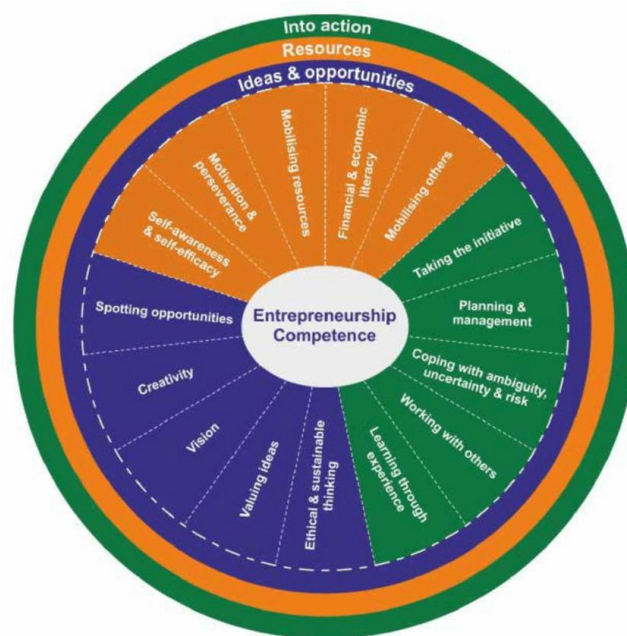 Into action
Resources
Ideas & opportunities
Self-awareness
& self-efficacy
Motivation &
perseverance
Mobilising resources
Financial & economic
literacy
Mobilising others
Taking the initiative
Planning &
management
Coping with ambiguity,
uncertainty & risk
Working with others
Learning through
experience
Ethical & sustainable
thinking
Valuing ideas
Vision
Creativity
Spotting opportunities
Entrepreneurship
Competence